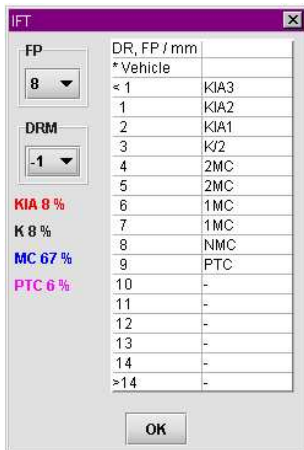 IFT
FP
8
DRM
-1
KIA 8 %
K 8 %
MC 67 %
PTC 6 %
DR, FP / mm
* Vehicle
< 1 KIA3
1 KIA2
2 KIA1
3 K/2
4 2MC
5 2MC
6 1MC
7 1MC
8 NMC
9 PTC
10 -
11 -
12 -
13 -
14 -
>14 -
OK